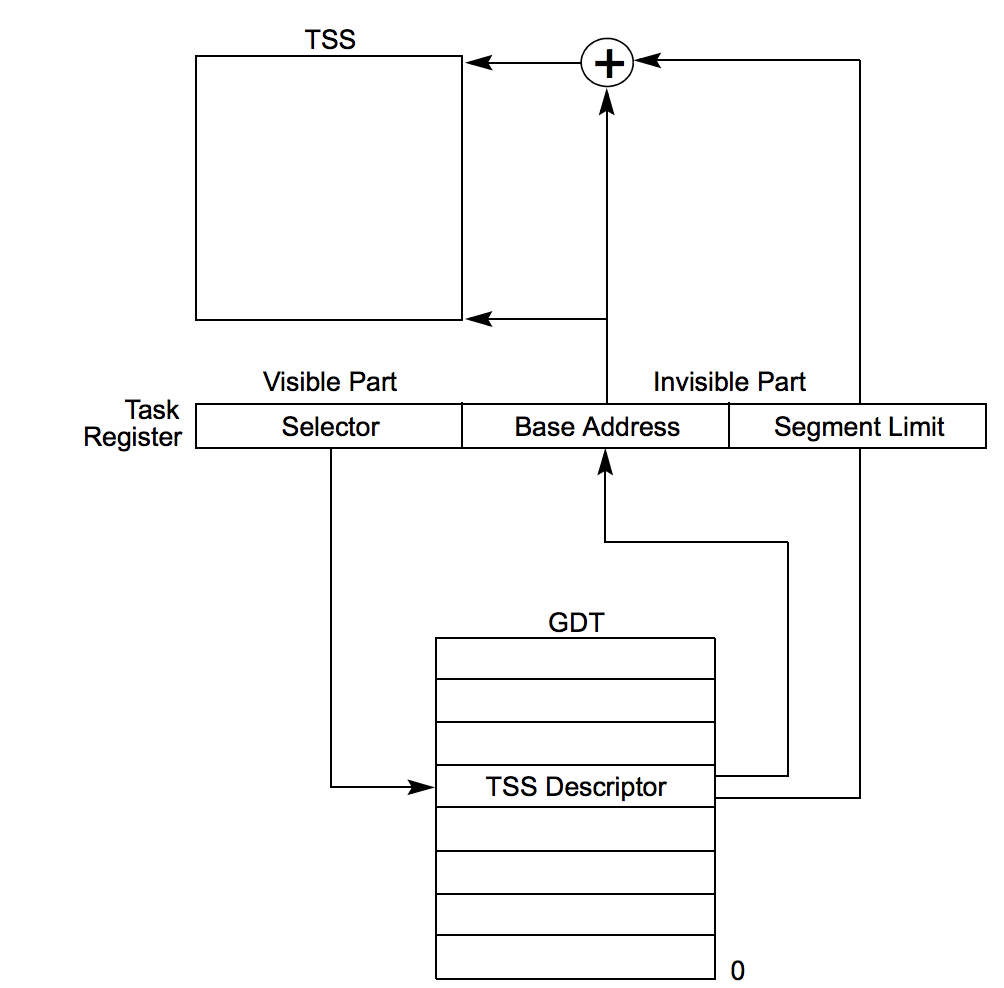 TSS
+
Visible Part
Invisible Part
Task
Register
Selector
Base Address
Segment Limit
GDT
TSS Descriptor
0